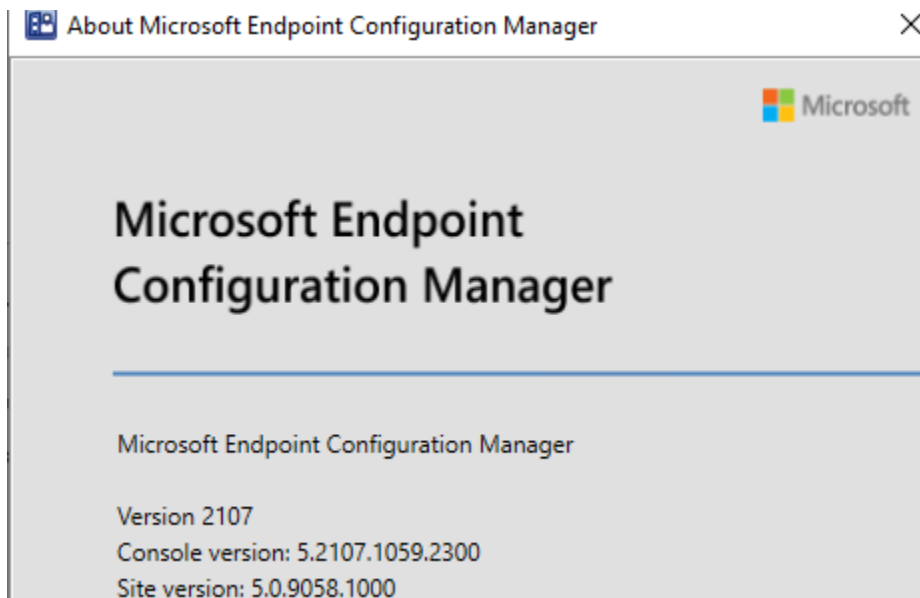 About Microsoft Endpoint Configuration Manager
Microsoft
Microsoft Endpoint
Configuration Manager
Microsoft Endpoint Configuration Manager
Version 2107
Console version: 5.2107.1059.2300
Site version: 5.0.9058.1000